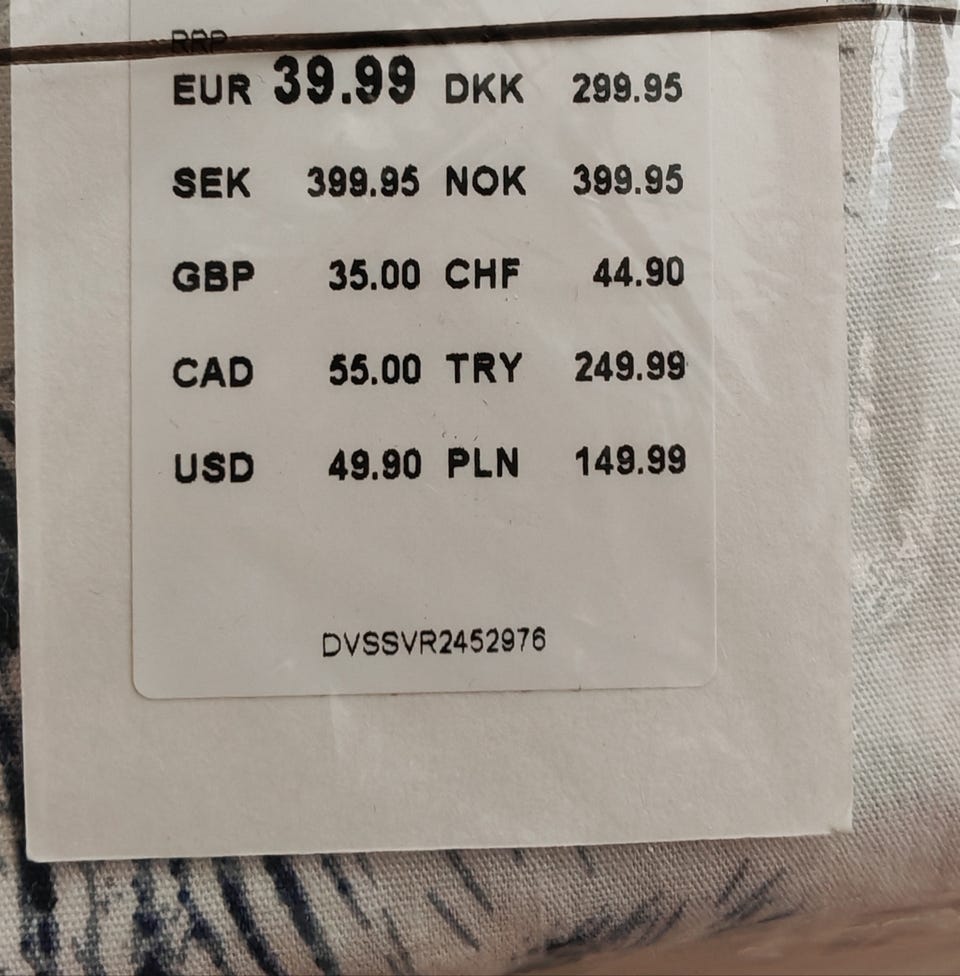 RRP
EUR 39.99 DKK 299.95
SEK 399.95 NOK 399.95
GBP 35.00 CHF 44.90
CAD 55.00 TRY 249.99
USD 49.90 PLN 149.99
DVSSVR2452976